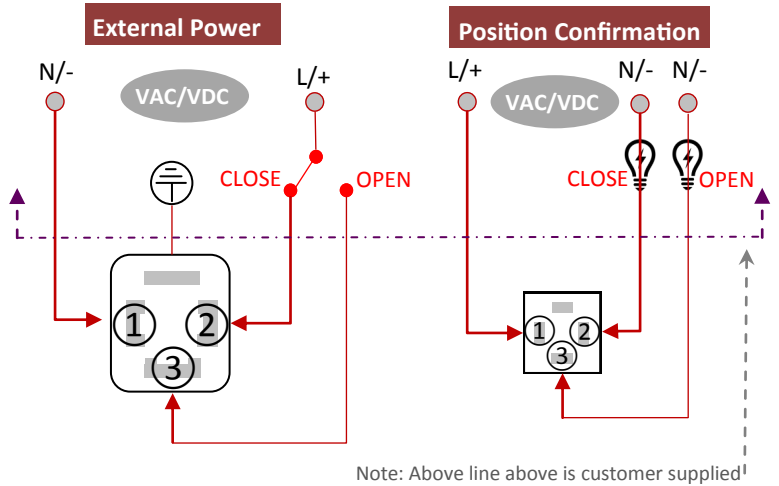 External Power
N/-
VAC/VDC
L/+
CLOSE
OPEN
1
2
3
Position Confirmation
L/+
VAC/VDC
N/-
N/-
CLOSE
OPEN
1
2
3
Note: Above line above is customer supplied